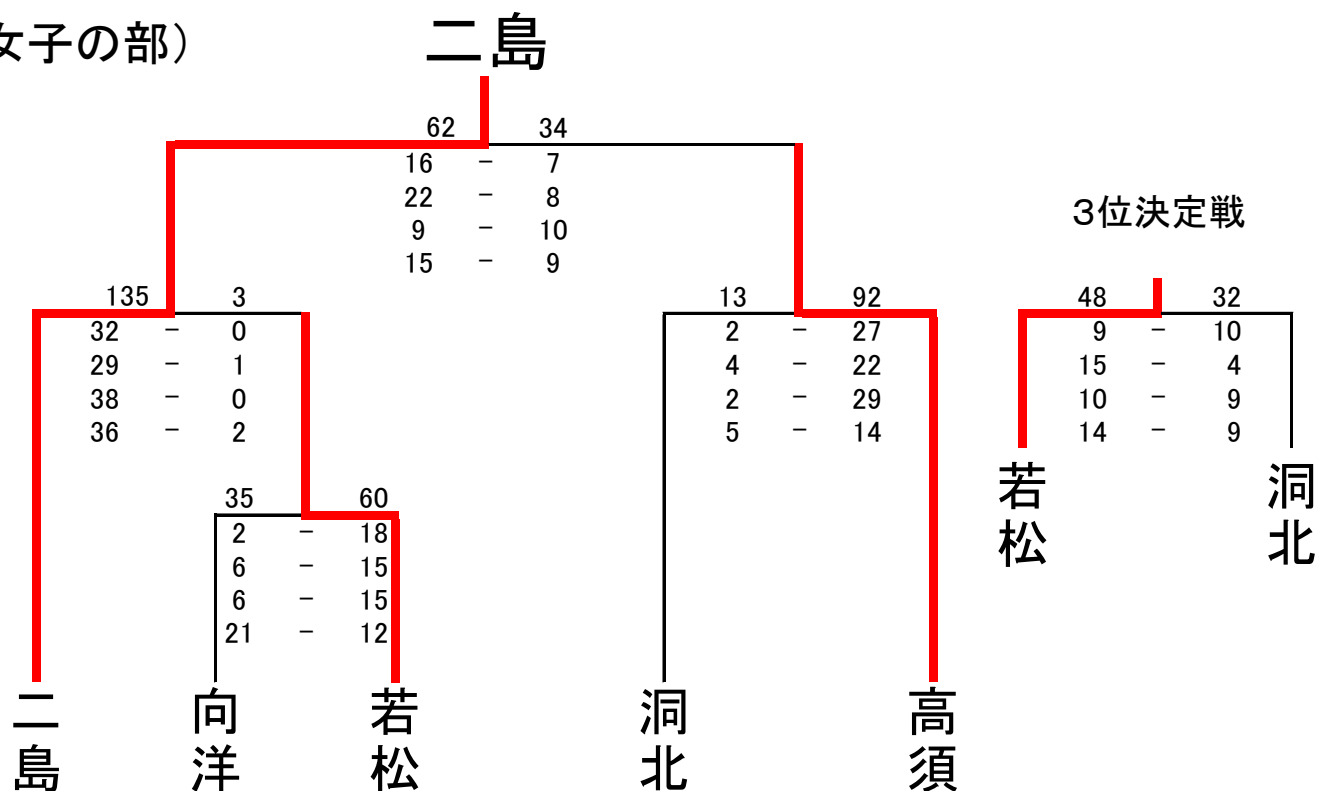 女子の部）
二島
62 34
16 - 7
22 - 8
9 - 10
15 - 9
3位決定戦
135 3
32 - 0
29 - 1
38 - 0
36 - 2
13 92
2 - 27
4 - 22
2 - 29
5 - 14
48 32
9 - 10
15 - 4
10 - 9
14 - 9
若松
洞北
35 60
2 - 18
6 - 15
6 - 15
21 - 12
二島
向洋
若松
洞北
高須